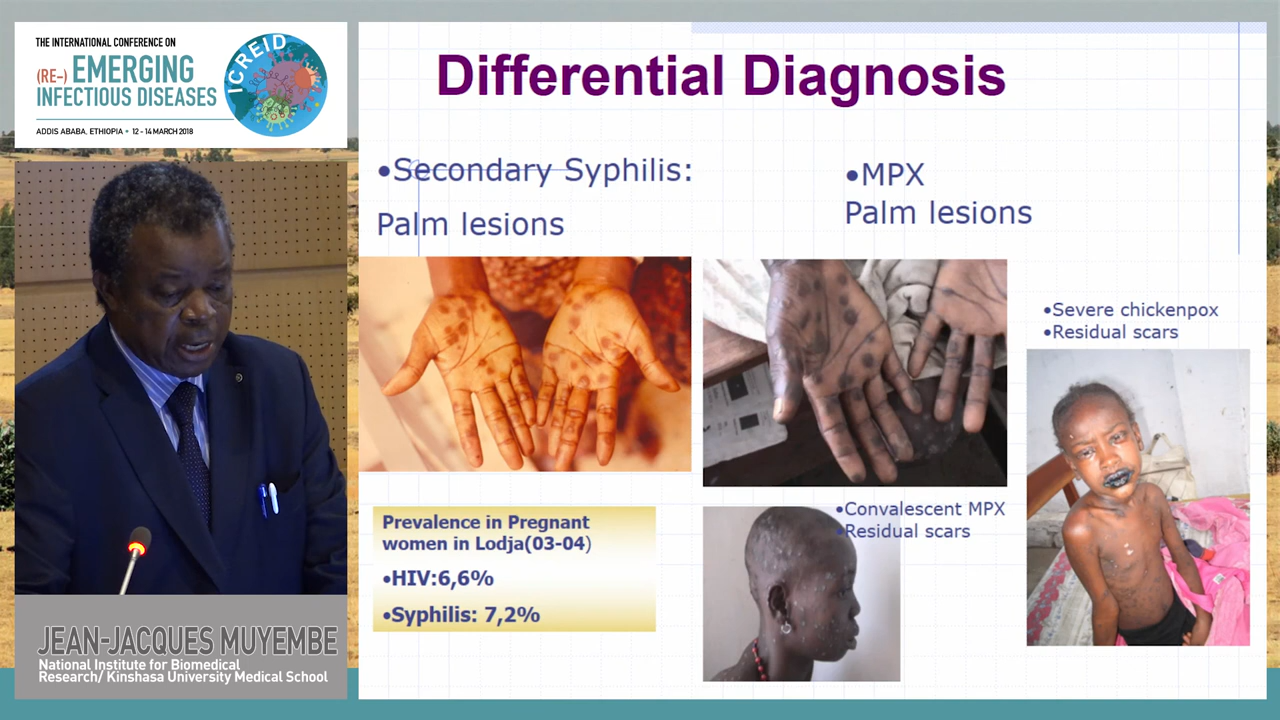 THE INTERNATIONAL CONFERENCE ON
(RE-) EMERGING
INFECTIOUS DISEASES
ICREID
ADDIS ABABA, ETHIOPIA • 12 - 14 MARCH 2018
JEAN-JACQUES MUYEMBE
National Institute for Biomedical
Research/ Kinshasa University Medical School
Differential Diagnosis
•Secondary Syphilis:
Palm lesions
•MPX
Palm lesions
•Severe chickenpox
•Residual scars
Prevalence in Pregnant
women in Lodja(03-04)
•HIV:6,6%
•Syphilis: 7,2%
•Convalescent MPX
•Residual scars